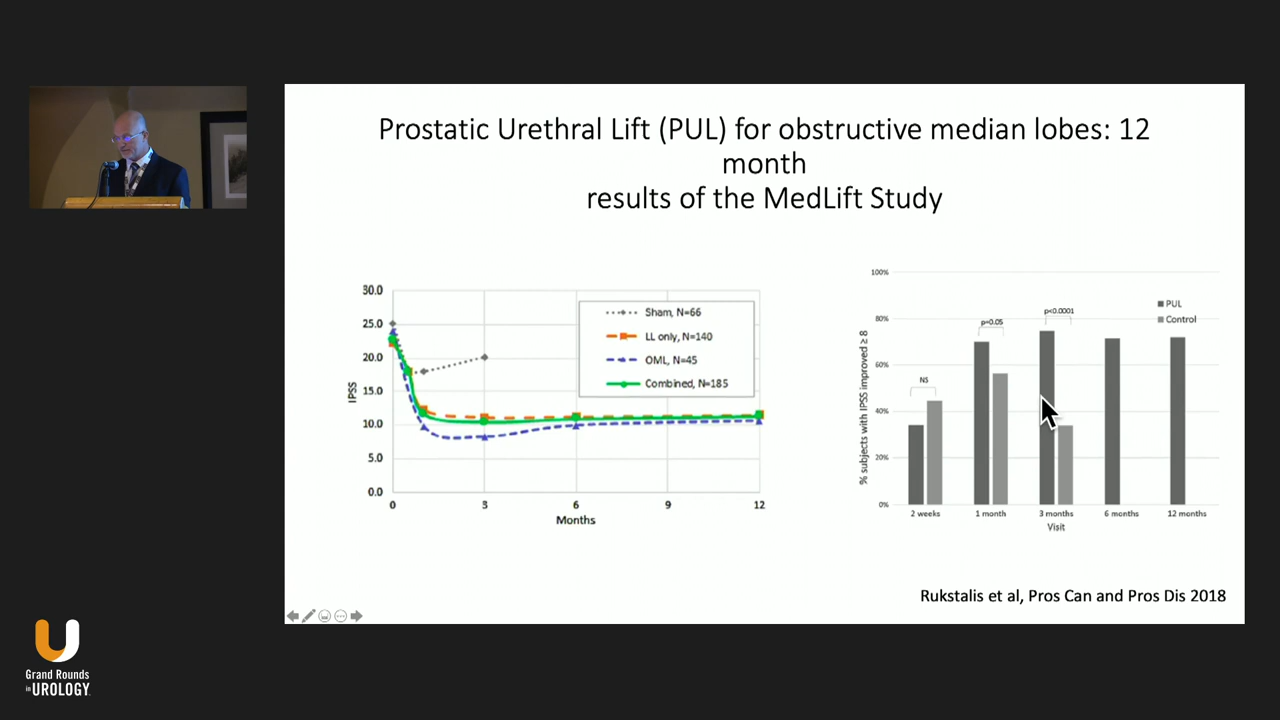 Prostatic Urethral Lift (PUL) for obstructive median lobes: 12
month
results of the MedLift Study
30.0
25.0
20.0
15.0
10.0
5.0
0.0
IPSS
0
3
6
9
12
Months
Sham, N=66
LL only, N=140
OML, N=45
Combined, N=185
100%
80%
60%
40%
20%
0%
% subjects with IPSS improved ≥ 8
NS
p=0.05
p<0.0001
PUL
Control
2 weeks
1 month
3 months
6 months
12 months
Visit
Rukstalis et al, Pros Can and Pros Dis 2018
Grand Rounds
in UROLOGY